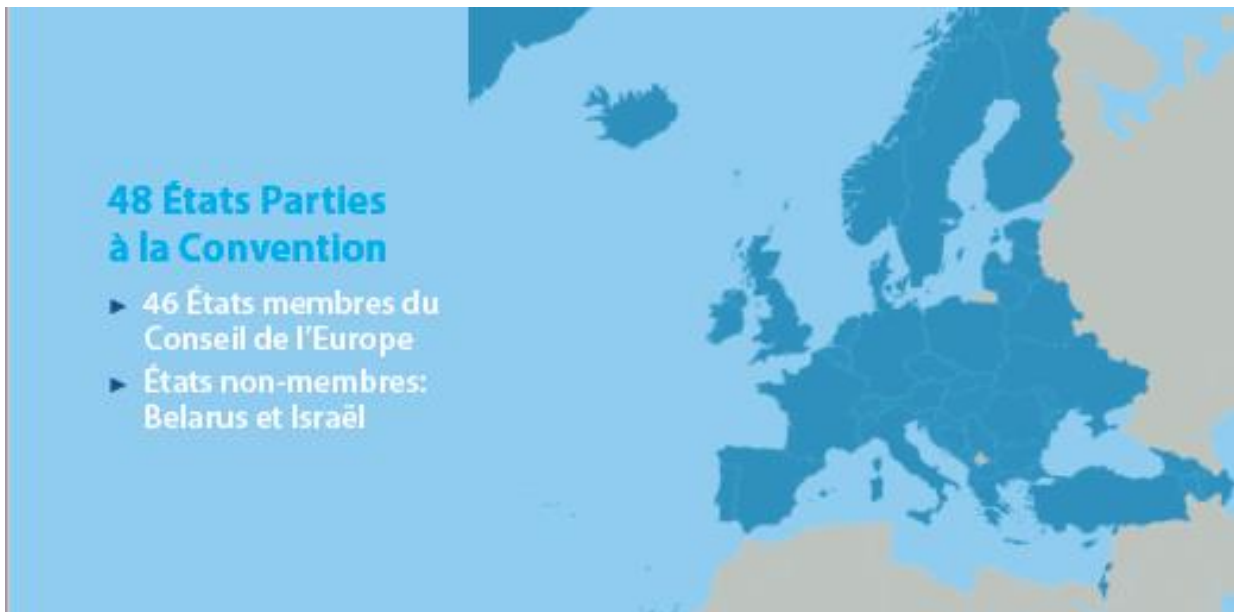 48 États Parties
à la Convention
► 46 États membres du
Conseil de l'Europe
► États non-membres:
Belarus et Israël